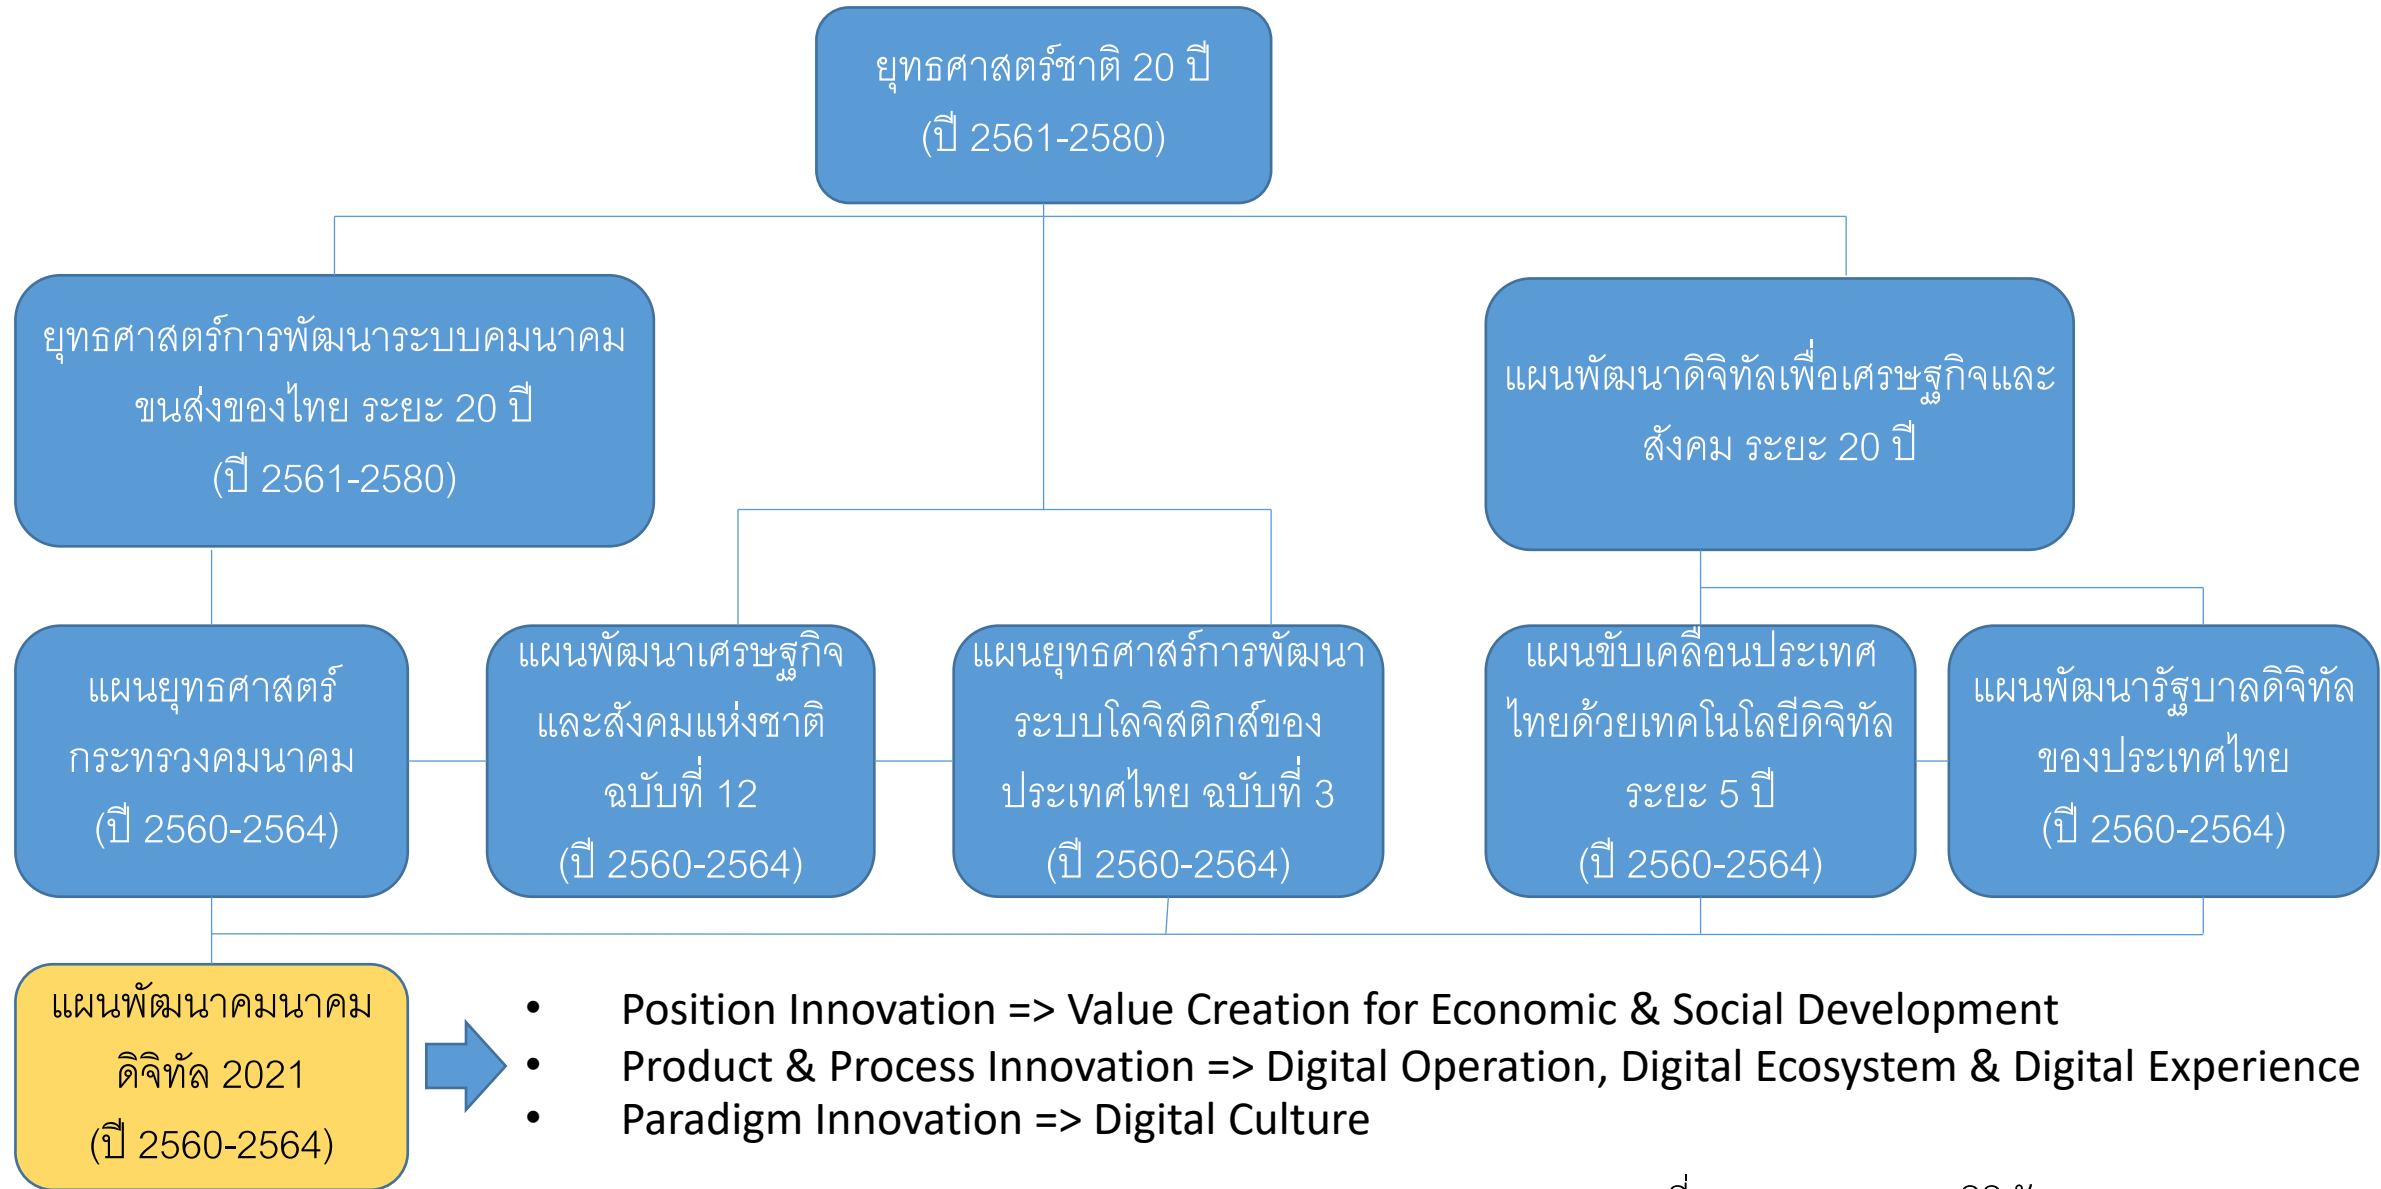 ยุทธศาสตร์ชาติ 20 ปี
(ปี 2561-2580)
ยุทธศาสตร์การพัฒนาระบบคมนาคม
ขนส่งของไทย ระยะ 20 ปี
(ปี 2561-2580)
แผนพัฒนาดิจิทัลเพื่อเศรษฐกิจและ
สังคม ระยะ 20 ปี
แผนยุทธศาสตร์
กระทรวงคมนาคม
(ปี 2560-2564)
แผนพัฒนาเศรษฐกิจ
และสังคมแห่งชาติ
ฉบับที่ 12
(ปี 2560-2564)
แผนยุทธศาสร์การพัฒนา
ระบบโลจิสติกส์ของ
ประเทศไทย ฉบับที่ 3
(ปี 2560-2564)
แผนขับเคลื่อนประเทศ
ไทยด้วยเทคโนโลยีดิจิทัล
ระยะ 5 ปี
(ปี 2560-2564)
แผนพัฒนารัฐบาลดิจิทัล
ของประเทศไทย
(ปี 2560-2564)
แผนพัฒนาคมนาคม
ดิจิทัล 2021
(ปี 2560-2564)
• Position Innovation => Value Creation for Economic & Social Development
• Product & Process Innovation => Digital Operation, Digital Ecosystem & Digital Experience
• Paradigm Innovation => Digital Culture